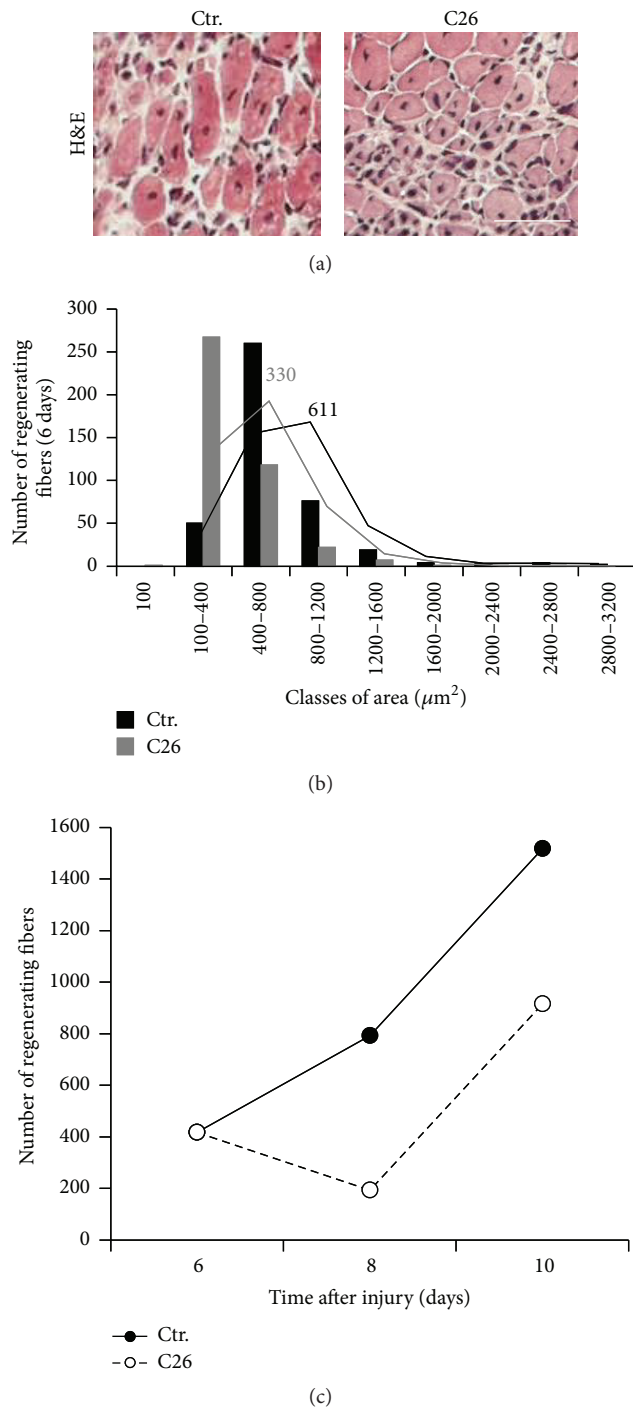 Ctr.
C26
H&E
(a)
Number of regenerating
fibers (6 days)
300
250
200
150
100
50
0
330
611
100
100–400
400–800
800–1200
1200–1600
1600–2000
2000–2400
2400–2800
2800–3200
Classes of area (μm²)
Ctr.
C26
(b)
Number of regenerating fibers
1600
1400
1200
1000
800
600
400
200
0
6
8
10
Time after injury (days)
Ctr.
C26
(c)